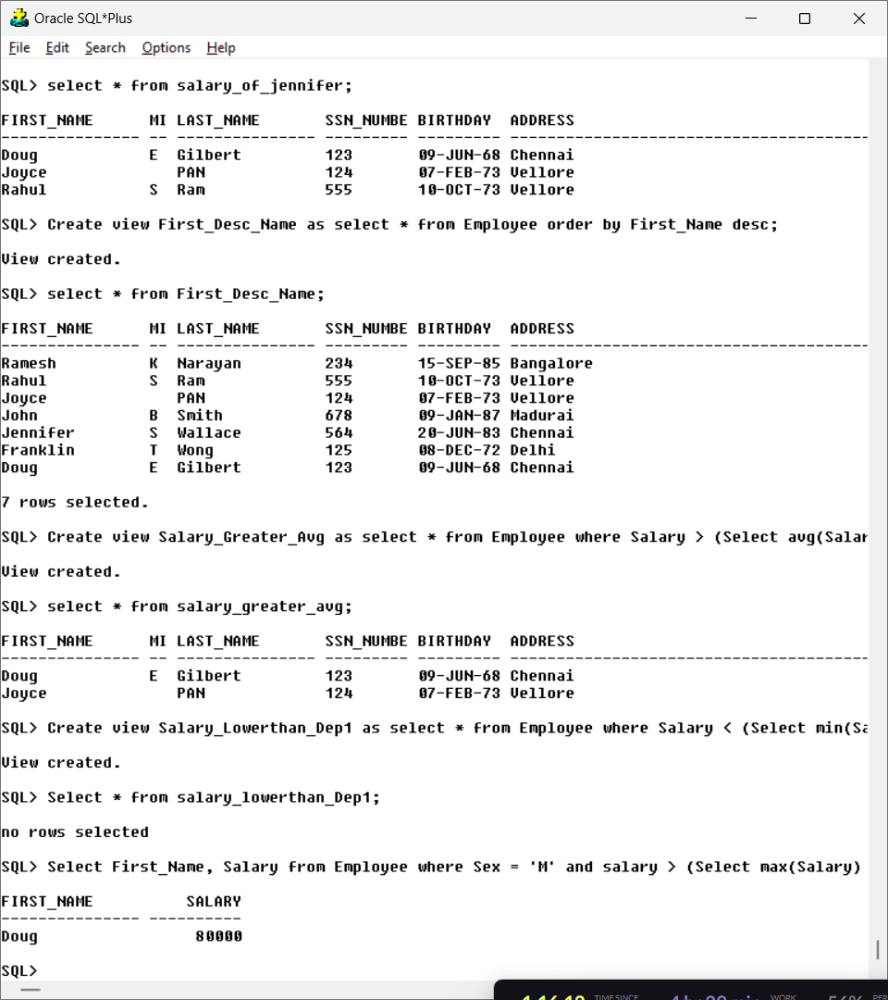 Oracle SQL*Plus
File Edit Search Options Help
SQL> select * from salary_of_jennifer;
FIRST_NAME      MI LAST_NAME       SSN_NUMBE BIRTHDAY  ADDRESS
--------------- -- --------------- --------- --------- ---------------------------------------
Doug            E  Gilbert         123       09-JUN-68 Chennai
Joyce              PAN             124       07-FEB-73 Vellore
Rahul           S  Ram             555       10-OCT-73 Vellore
SQL> Create view First_Desc_Name as select * from Employee order by First_Name desc;
View created.
SQL> select * from First_Desc_Name;
FIRST_NAME      MI LAST_NAME       SSN_NUMBE BIRTHDAY  ADDRESS
--------------- -- --------------- --------- --------- ---------------------------------------
Ramesh          K  Narayan         234       15-SEP-85 Bangalore
Rahul           S  Ram             555       10-OCT-73 Vellore
Joyce              PAN             124       07-FEB-73 Vellore
John            B  Smith           678       09-JAN-87 Madurai
Jennifer        S  Wallace         564       20-JUN-83 Chennai
Franklin        T  Wong            125       08-DEC-72 Delhi
Doug            E  Gilbert         123       09-JUN-68 Chennai
7 rows selected.
SQL> Create view Salary_Greater_Avg as select * from Employee where Salary > (Select avg(Salar
View created.
SQL> select * from salary_greater_avg;
FIRST_NAME      MI LAST_NAME       SSN_NUMBE BIRTHDAY  ADDRESS
--------------- -- --------------- --------- --------- ---------------------------------------
Doug            E  Gilbert         123       09-JUN-68 Chennai
Joyce              PAN             124       07-FEB-73 Vellore
SQL> Create view Salary_Lowerthan_Dep1 as select * from Employee where Salary < (Select min(Sa
View created.
SQL> Select * from salary_lowerthan_Dep1;
no rows selected
SQL> Select First_Name, Salary from Employee where Sex = 'M' and salary > (Select max(Salary)
FIRST_NAME          SALARY
--------------- ----------
Doug                 80000
SQL>
TIME SINCE WORK